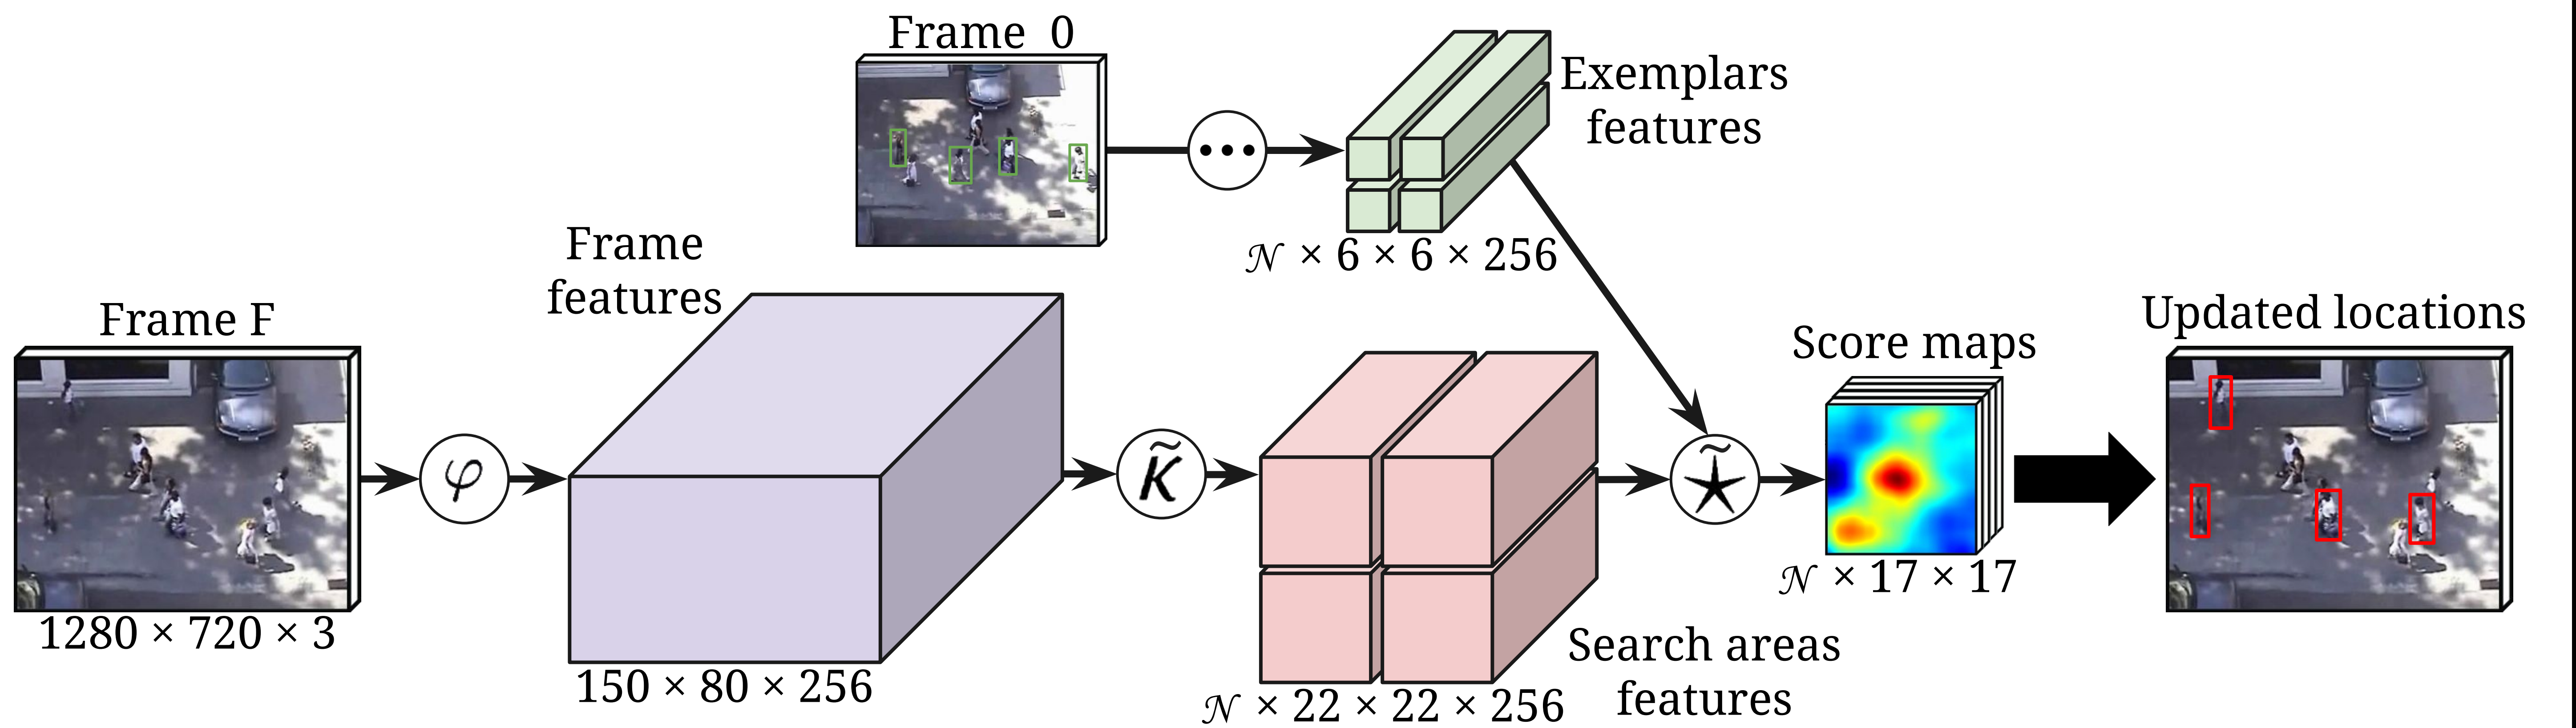 Frame 0
Exemplars
features
𝒩 × 6 × 6 × 256
Frame
features
Frame F
1280 × 720 × 3
φ
150 × 80 × 256
K̃
𝒩 × 22 × 22 × 256
Search areas
features
★̃
Score maps
𝒩 × 17 × 17
Updated locations